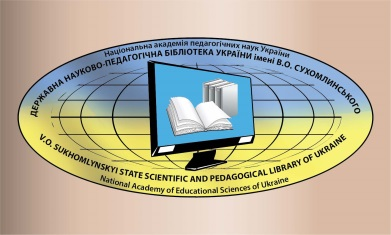 Національна академія педагогічних наук України
ДЕРЖАВНА НАУКОВО-ПЕДАГОГІЧНА БІБЛІОТЕКА УКРАЇНИ імені В.О. СУХОМЛИНСЬКОГО
V.O. SUKHOMLYNSKYI STATE SCIENTIFIC AND PEDAGOGICAL LIBRARY OF UKRAINE
National Academy of Educational Sciences of Ukraine